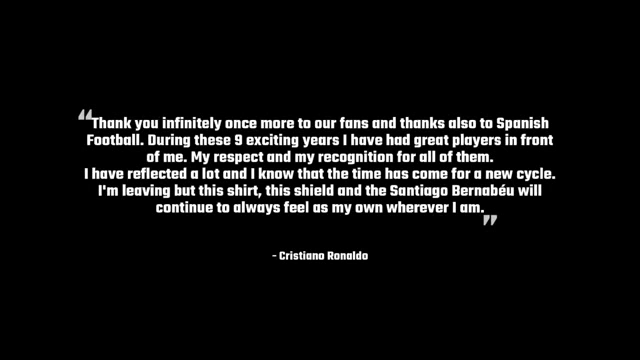 “Thank you infinitely once more to our fans and thanks also to Spanish
Football. During these 9 exciting years I have had great players in front
of me. My respect and my recognition for all of them.
I have reflected a lot and I know that the time has come for a new cycle.
I'm leaving but this shirt, this shield and the Santiago Bernabéu will
continue to always feel as my own wherever I am.”
- Cristiano Ronaldo